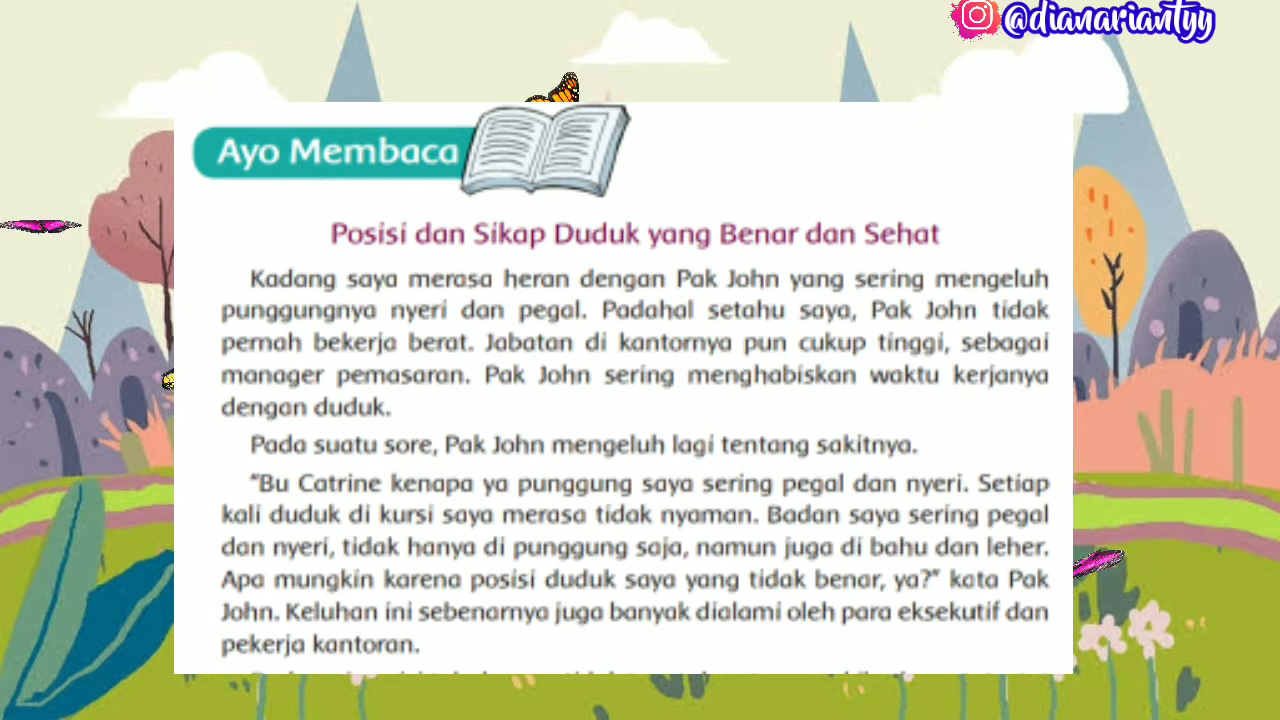 @dianariantyy
Ayo Membaca
Posisi dan Sikap Duduk yang Benar dan Sehat
Kadang saya merasa heran dengan Pak John yang sering mengeluh
punggungnya nyeri dan pegal. Padahal setahu saya, Pak John tidak
pernah bekerja berat. Jabatan di kantornya pun cukup tinggi, sebagai
manager pemasaran. Pak John sering menghabiskan waktu kerjanya
dengan duduk.
Pada suatu sore, Pak John mengeluh lagi tentang sakitnya.
"Bu Catrine kenapa ya punggung saya sering pegal dan nyeri. Setiap
kali duduk di kursi saya merasa tidak nyaman. Badan saya sering pegal
dan nyeri, tidak hanya di punggung saja, namun juga di bahu dan leher.
Apa mungkin karena posisi duduk saya yang tidak benar, ya?" kata Pak
John. Keluhan ini sebenarnya juga banyak dialami oleh para eksekutif dan
pekerja kantoran.